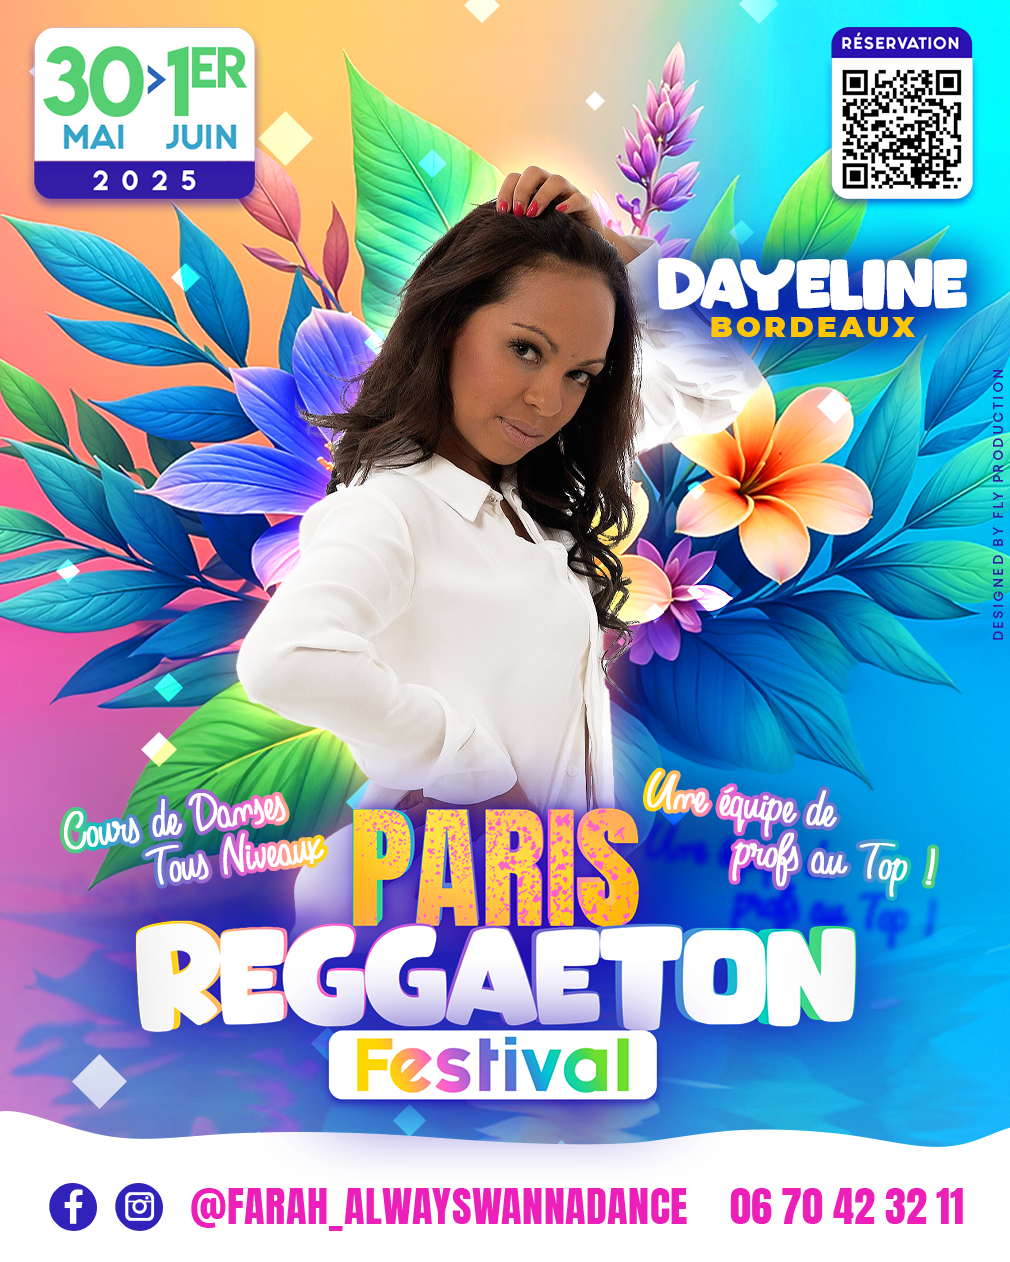 30>1ER
MAI JUIN
2025
RÉSERVATION
DAYELINE
BORDEAUX
DESIGNED BY FLY PRODUCTION
Cours de Danses
Tous Niveaux
Une équipe de
profs au Top !
PARIS
REGGAETON
Festival
@FARAH_ALWAYSWANNADANCE 06 70 42 32 11